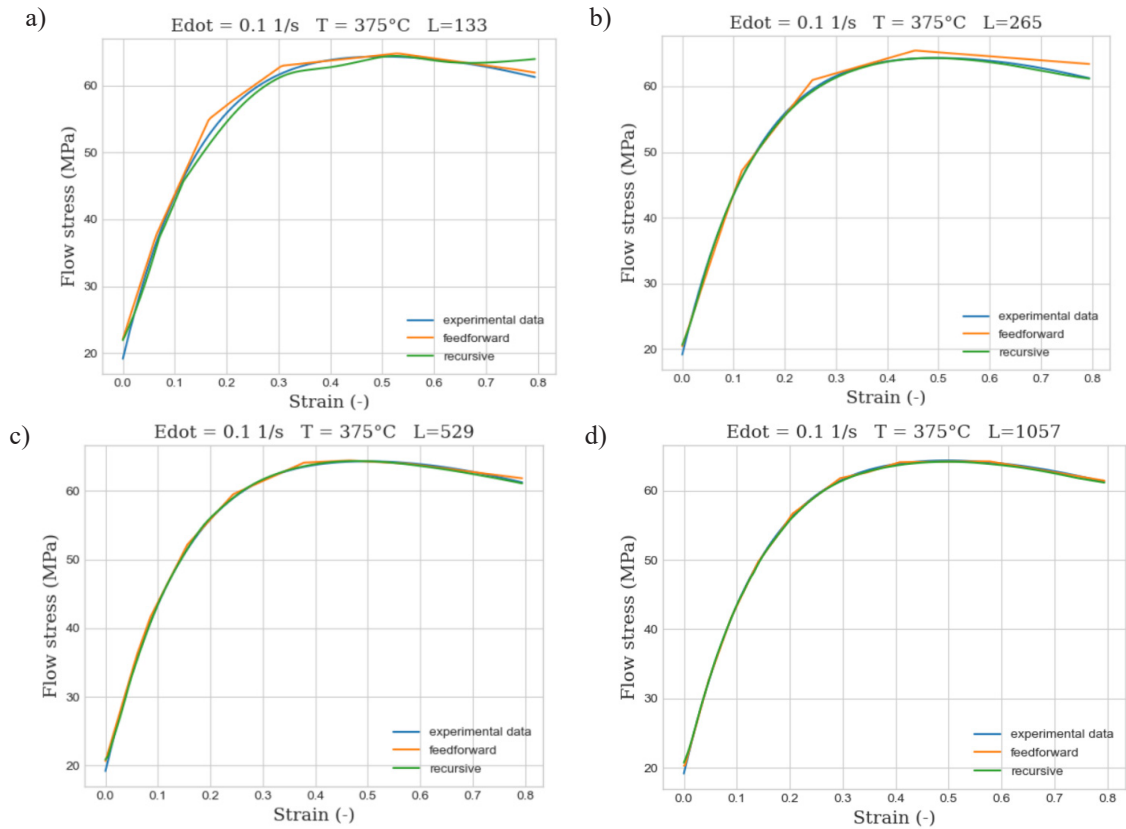 a)
Edot = 0.1 1/s T = 375°C L=133
Flow stress (MPa)
60
50
40
30
20
experimental data
feedforward
recursive
0.0 0.1 0.2 0.3 0.4 0.5 0.6 0.7 0.8
Strain (-)
b)
Edot = 0.1 1/s T = 375°C L=265
Flow stress (MPa)
60
50
40
30
20
experimental data
feedforward
recursive
0.0 0.1 0.2 0.3 0.4 0.5 0.6 0.7 0.8
Strain (-)
c)
Edot = 0.1 1/s T = 375°C L=529
Flow stress (MPa)
60
50
40
30
20
experimental data
feedforward
recursive
0.0 0.1 0.2 0.3 0.4 0.5 0.6 0.7 0.8
Strain (-)
d)
Edot = 0.1 1/s T = 375°C L=1057
Flow stress (MPa)
60
50
40
30
20
experimental data
feedforward
recursive
0.0 0.1 0.2 0.3 0.4 0.5 0.6 0.7 0.8
Strain (-)